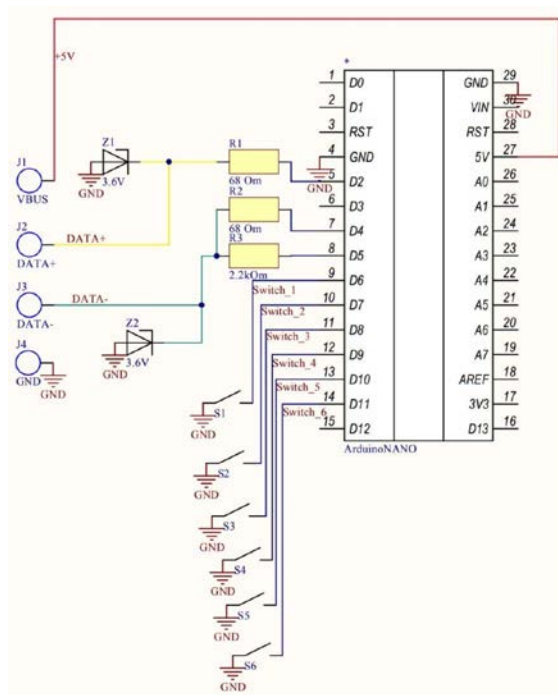 +5V
J1
VBUS
J2
DATA+
DATA+
J3
DATA-
DATA-
J4
GND
GND
Z1
3.6V
GND
Z2
3.6V
GND
R1
68 Om
R2
68 Om
R3
2.2kOm
GND
*
1 D0
2 D1
3 RST
4 GND
5 D2
6 D3
7 D4
8 D5
9 D6
10 D7
11 D8
12 D9
13 D10
14 D11
15 D12
GND 29
VIN 30
GND
RST 28
5V 27
A0 26
A1 25
A2 24
A3 23
A4 22
A5 21
A6 20
A7 19
AREF 18
3V3 17
D13 16
ArduinoNANO
Switch_1
Switch_2
Switch_3
Switch_4
Switch_5
Switch_6
S1
GND
S2
GND
S3
GND
S4
GND
S5
GND
S6
GND